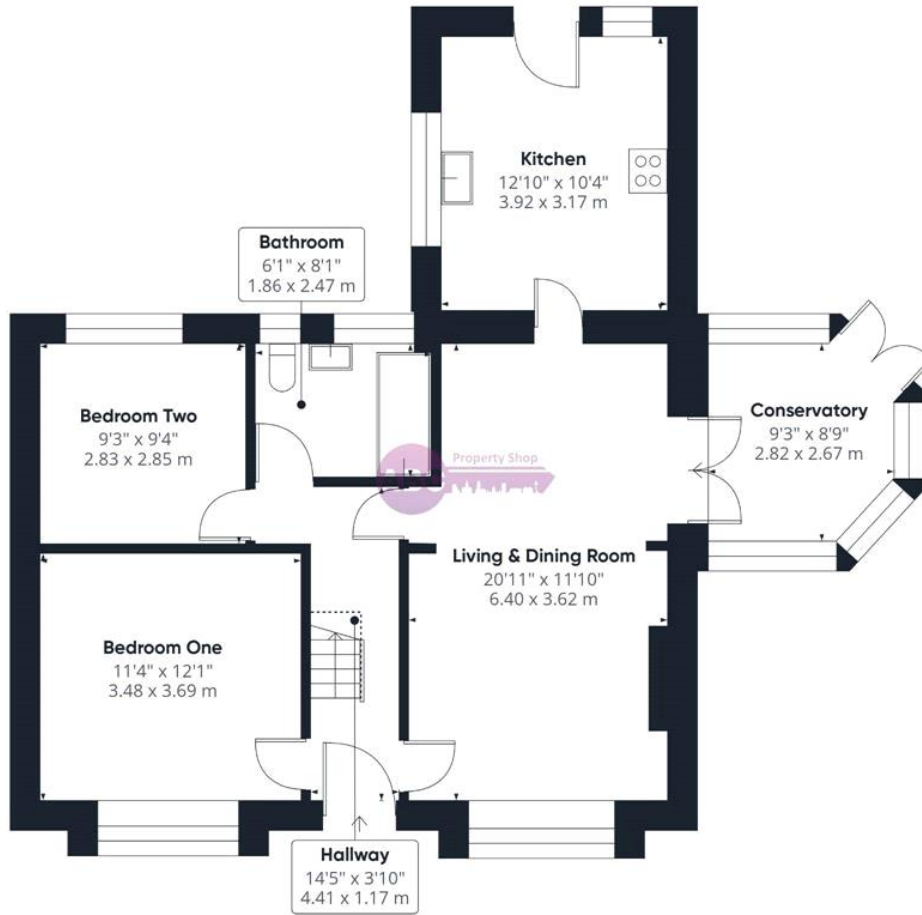 Kitchen
12'10" x 10'4"
3.92 x 3.17 m
Bathroom
6'1" x 8'1"
1.86 x 2.47 m
Bedroom Two
9'3" x 9'4"
2.83 x 2.85 m
Conservatory
9'3" x 8'9"
2.82 x 2.67 m
Property Shop
Living & Dining Room
20'11" x 11'10"
6.40 x 3.62 m
Bedroom One
11'4" x 12'1"
3.48 x 3.69 m
Hallway
14'5" x 3'10"
4.41 x 1.17 m